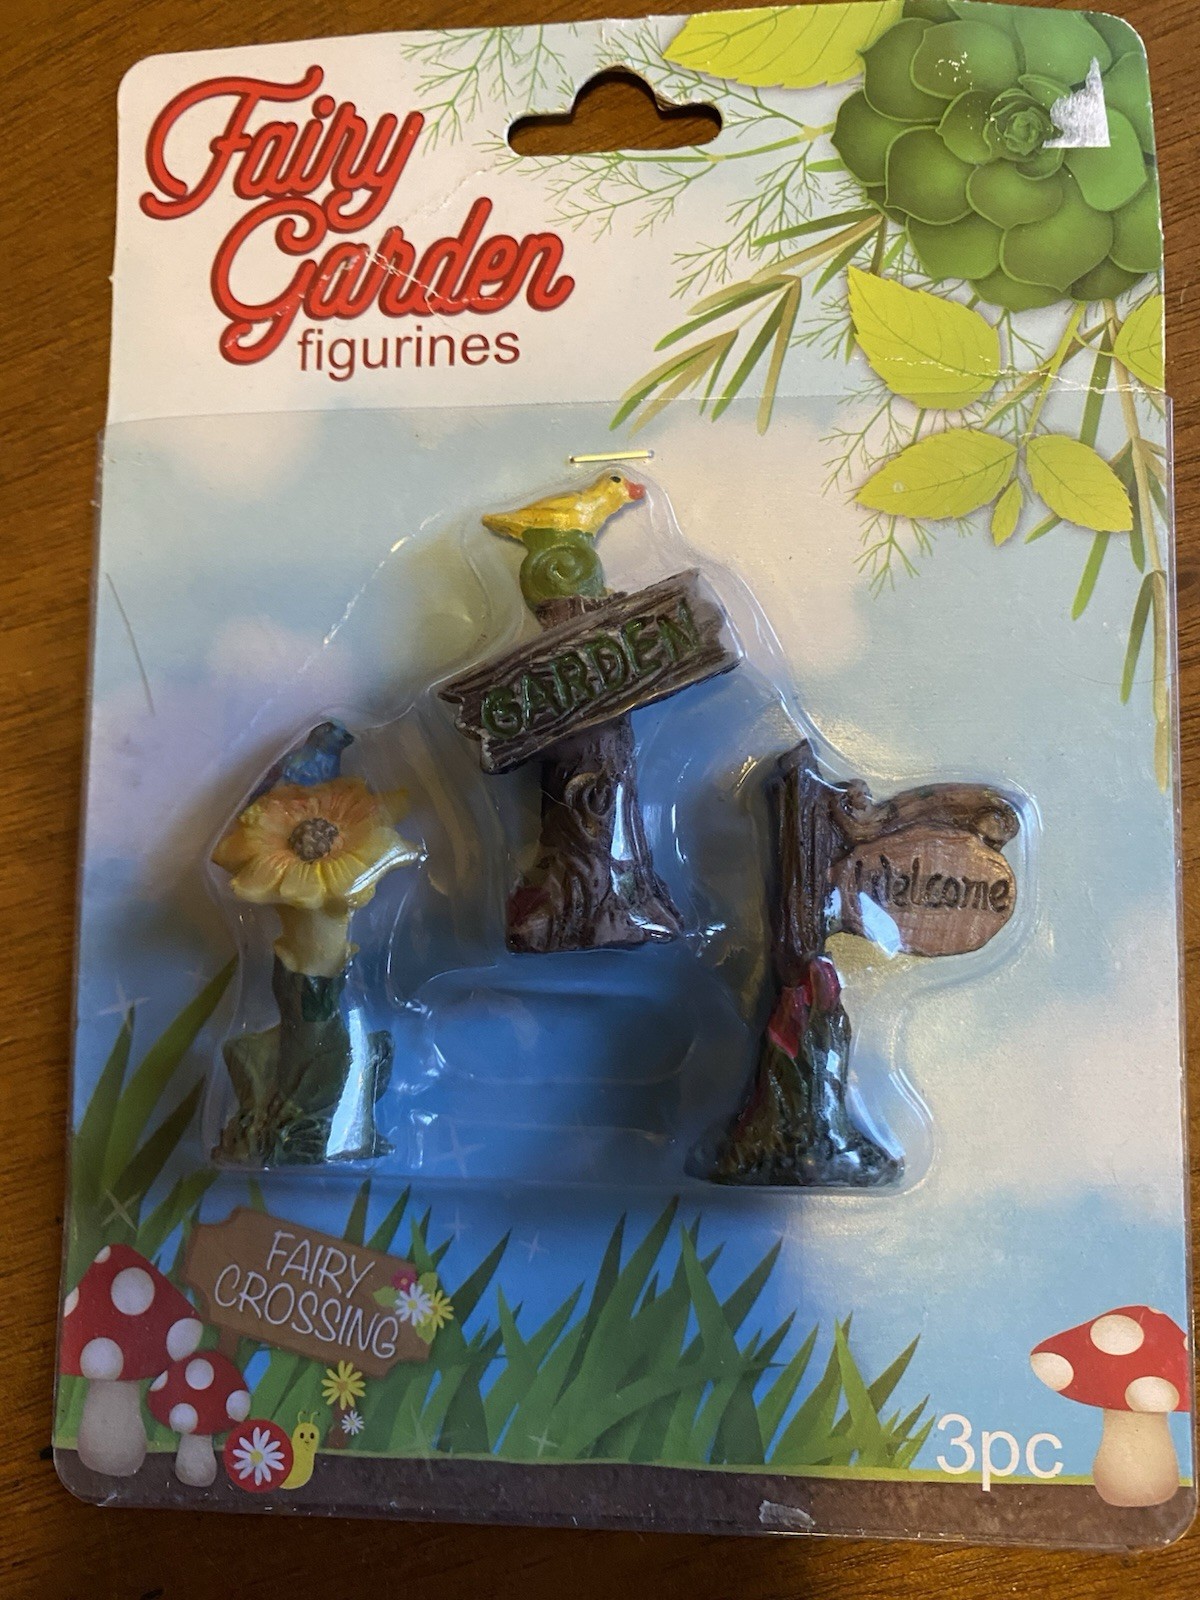 Fairy
Garden
figurines
GARDEN
Welcome
FAIRY
CROSSING
3pc